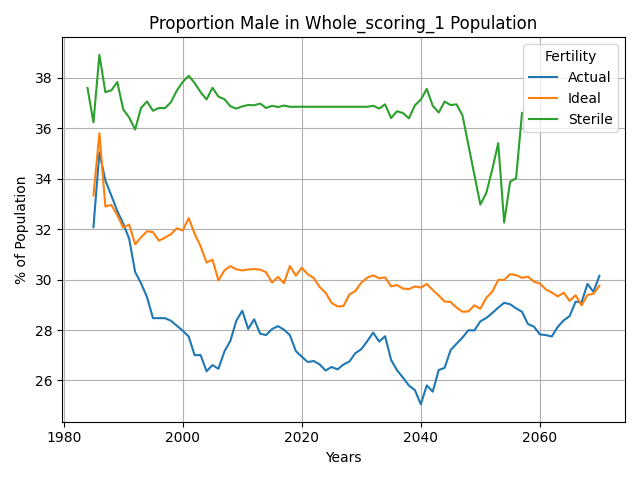 Proportion Male in Whole_scoring_1 Population
% of Population
38
36
34
32
30
28
26
Fertility
Actual
Ideal
Sterile
1980 2000 2020 2040 2060
Years